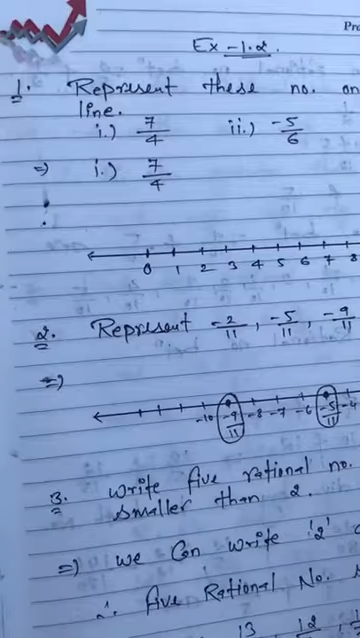 Pr
Ex-1.2.
1. Represent these no. on
line.
i.) 7/4 ii.) -5/6
=> i.) 7/4
0 1 2 3 4 5 6 7 8
2. Represent -2/11, -5/11, -9/11
=>
-10 -9/11 -8 -7 -6 -5/11 -4
3. Write five rational no.
smaller than 2.
=> We Can write '2'
∴ five Rational No.
13 12